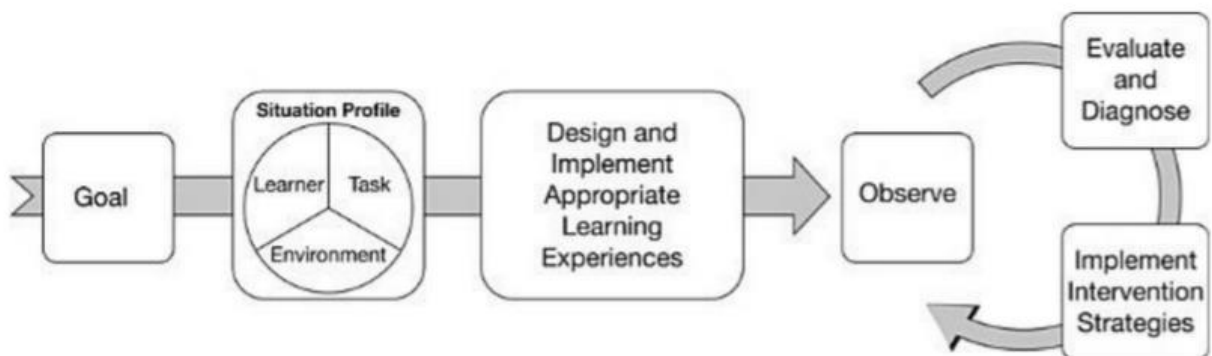 Goal
Situation Profile
Learner
Task
Environment
Design and
Implement
Appropriate
Learning
Experiences
Observe
Evaluate
and
Diagnose
Implement
Intervention
Strategies